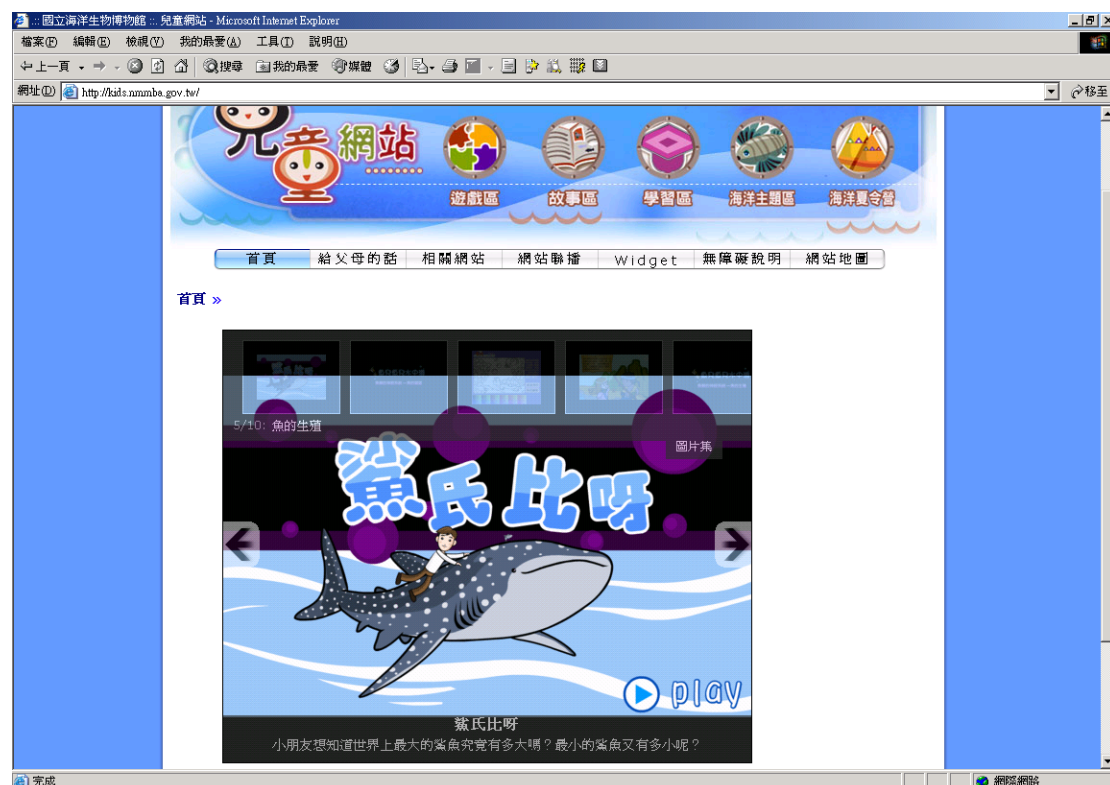 .:: 國立海洋生物博物館 ::. 兒童網站 - Microsoft Internet Explorer
檔案(F) 編輯(E) 檢視(V) 我的最愛(A) 工具(T) 說明(H)
上一頁 搜尋 我的最愛 媒體
網址(D) http://kids.nmmba.gov.tw/ 移至
兒童網站
遊戲區 故事區 學習區 海洋主題區 海洋夏令營
首頁 給父母的話 相關網站 網站聯播 Widget 無障礙說明 網站地圖
首頁 »
5/10: 魚的生殖
圖片集
鯊氏比呀
play
鯊氏比呀
小朋友想知道世界上最大的鯊魚究竟有多大嗎？最小的鯊魚又有多小呢？
完成 網際網路